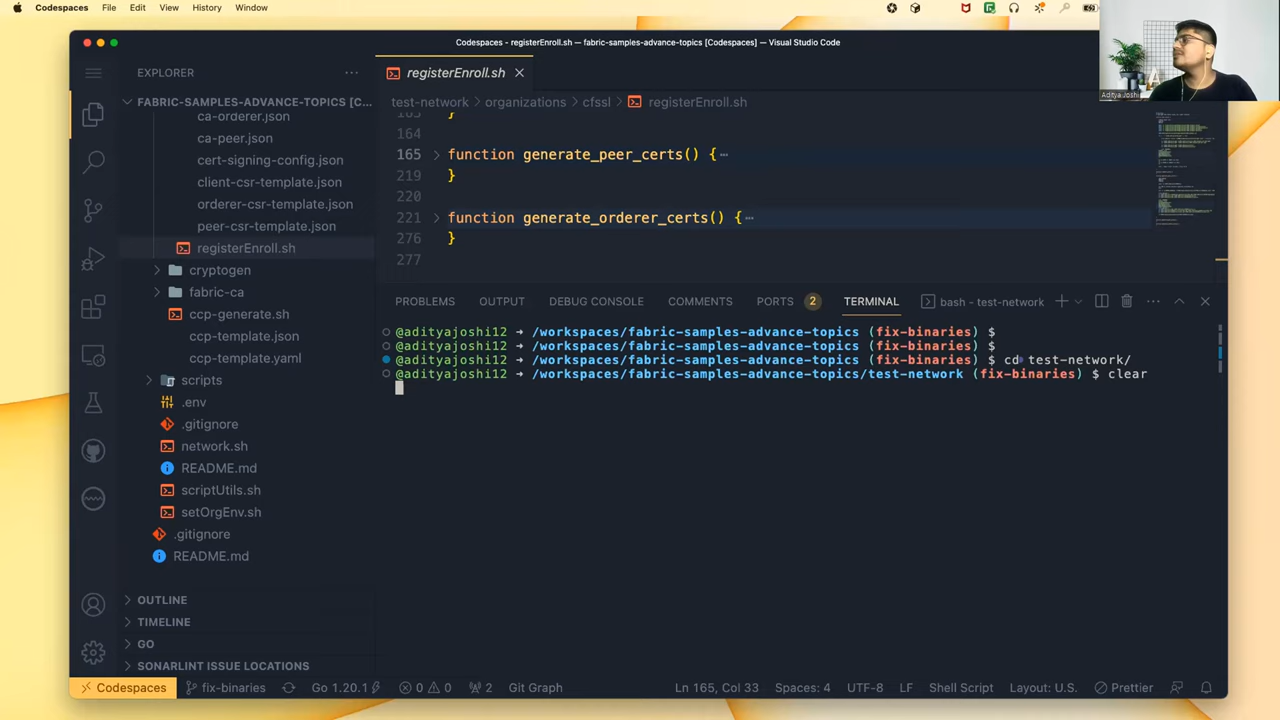 Codespaces File Edit View History Window
Codespaces - registerEnroll.sh — fabric-samples-advance-topics [Codespaces] — Visual Studio Code
Aditya Joshi
EXPLORER
registerEnroll.sh
FABRIC-SAMPLES-ADVANCE-TOPICS [C...
test-network > organizations > cfssl > registerEnroll.sh
ca-orderer.json
ca-peer.json
cert-signing-config.json
client-csr-template.json
orderer-csr-template.json
peer-csr-template.json
registerEnroll.sh
cryptogen
fabric-ca
ccp-generate.sh
ccp-template.json
ccp-template.yaml
scripts
.env
.gitignore
network.sh
README.md
scriptUtils.sh
setOrgEnv.sh
.gitignore
README.md
OUTLINE
TIMELINE
GO
SONARLINT ISSUE LOCATIONS
163 }
164
165 function generate_peer_certs() {
219 }
220
221 function generate_orderer_certs() {
276 }
277
PROBLEMS OUTPUT DEBUG CONSOLE COMMENTS PORTS 2 TERMINAL bash - test-network
@adityajoshi12 → /workspaces/fabric-samples-advance-topics (fix-binaries) $
@adityajoshi12 → /workspaces/fabric-samples-advance-topics (fix-binaries) $
@adityajoshi12 → /workspaces/fabric-samples-advance-topics (fix-binaries) $ cd test-network/
@adityajoshi12 → /workspaces/fabric-samples-advance-topics/test-network (fix-binaries) $ clear
Codespaces fix-binaries Go 1.20.1 0 0 2 Git Graph Ln 165, Col 33 Spaces: 4 UTF-8 LF Shell Script Layout: U.S. Prettier